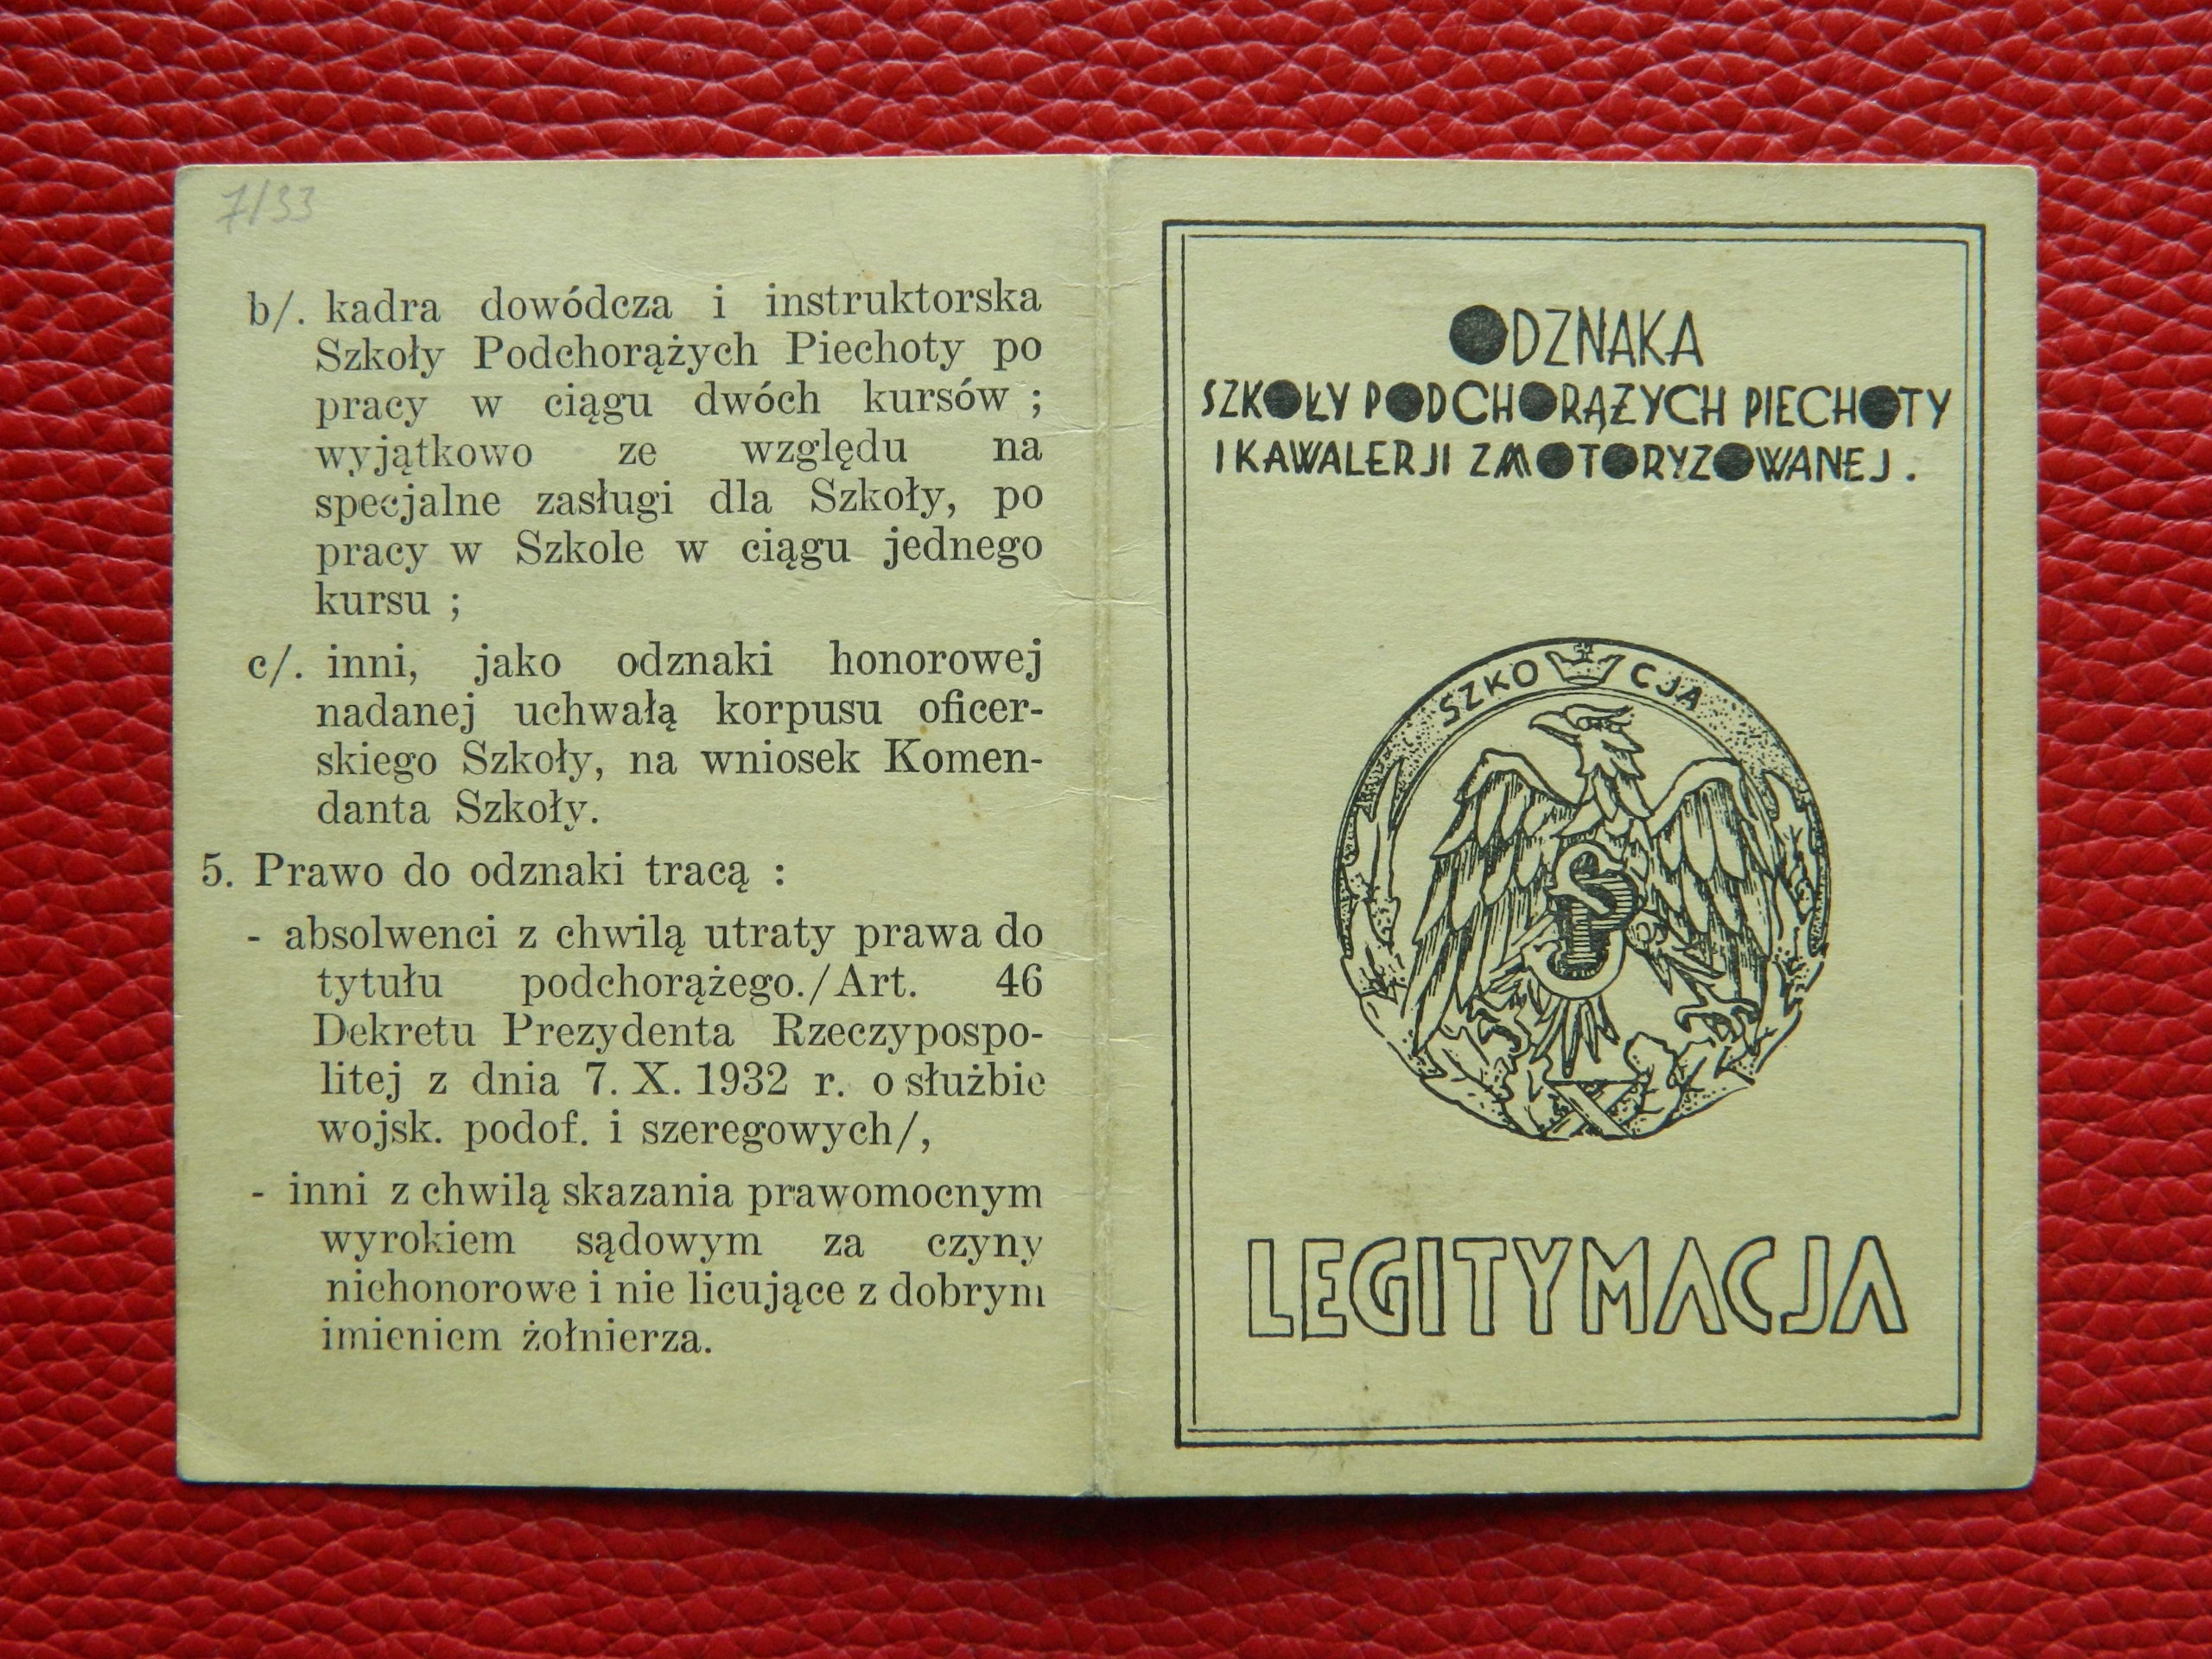 7/33
b/. kadra dowódcza i instruktorska
Szkoły Podchorążych Piechoty po
pracy w ciągu dwóch kursów ;
wyjątkowo ze względu na
specjalne zasługi dla Szkoły, po
pracy w Szkole w ciągu jednego
kursu ;
c/. inni, jako odznaki honorowej
nadanej uchwałą korpusu oficer-
skiego Szkoły, na wniosek Komen-
danta Szkoły.
5. Prawo do odznaki tracą :
- absolwenci z chwilą utraty prawa do
tytułu podchorążego./Art. 46
Dekretu Prezydenta Rzeczypospo-
litej z dnia 7. X. 1932 r. o służbie
wojsk. podof. i szeregowych/,
- inni z chwilą skazania prawomocnym
wyrokiem sądowym za czyny
niehonorowe i nie licujące z dobrym
imieniem żołnierza.
ODZNAKA
SZKOŁY PODCHORĄŻYCH PIECHOTY
I KAWALERJI ZMOTORYZOWANEJ.
SZKO CJA
LEGITYMACJA